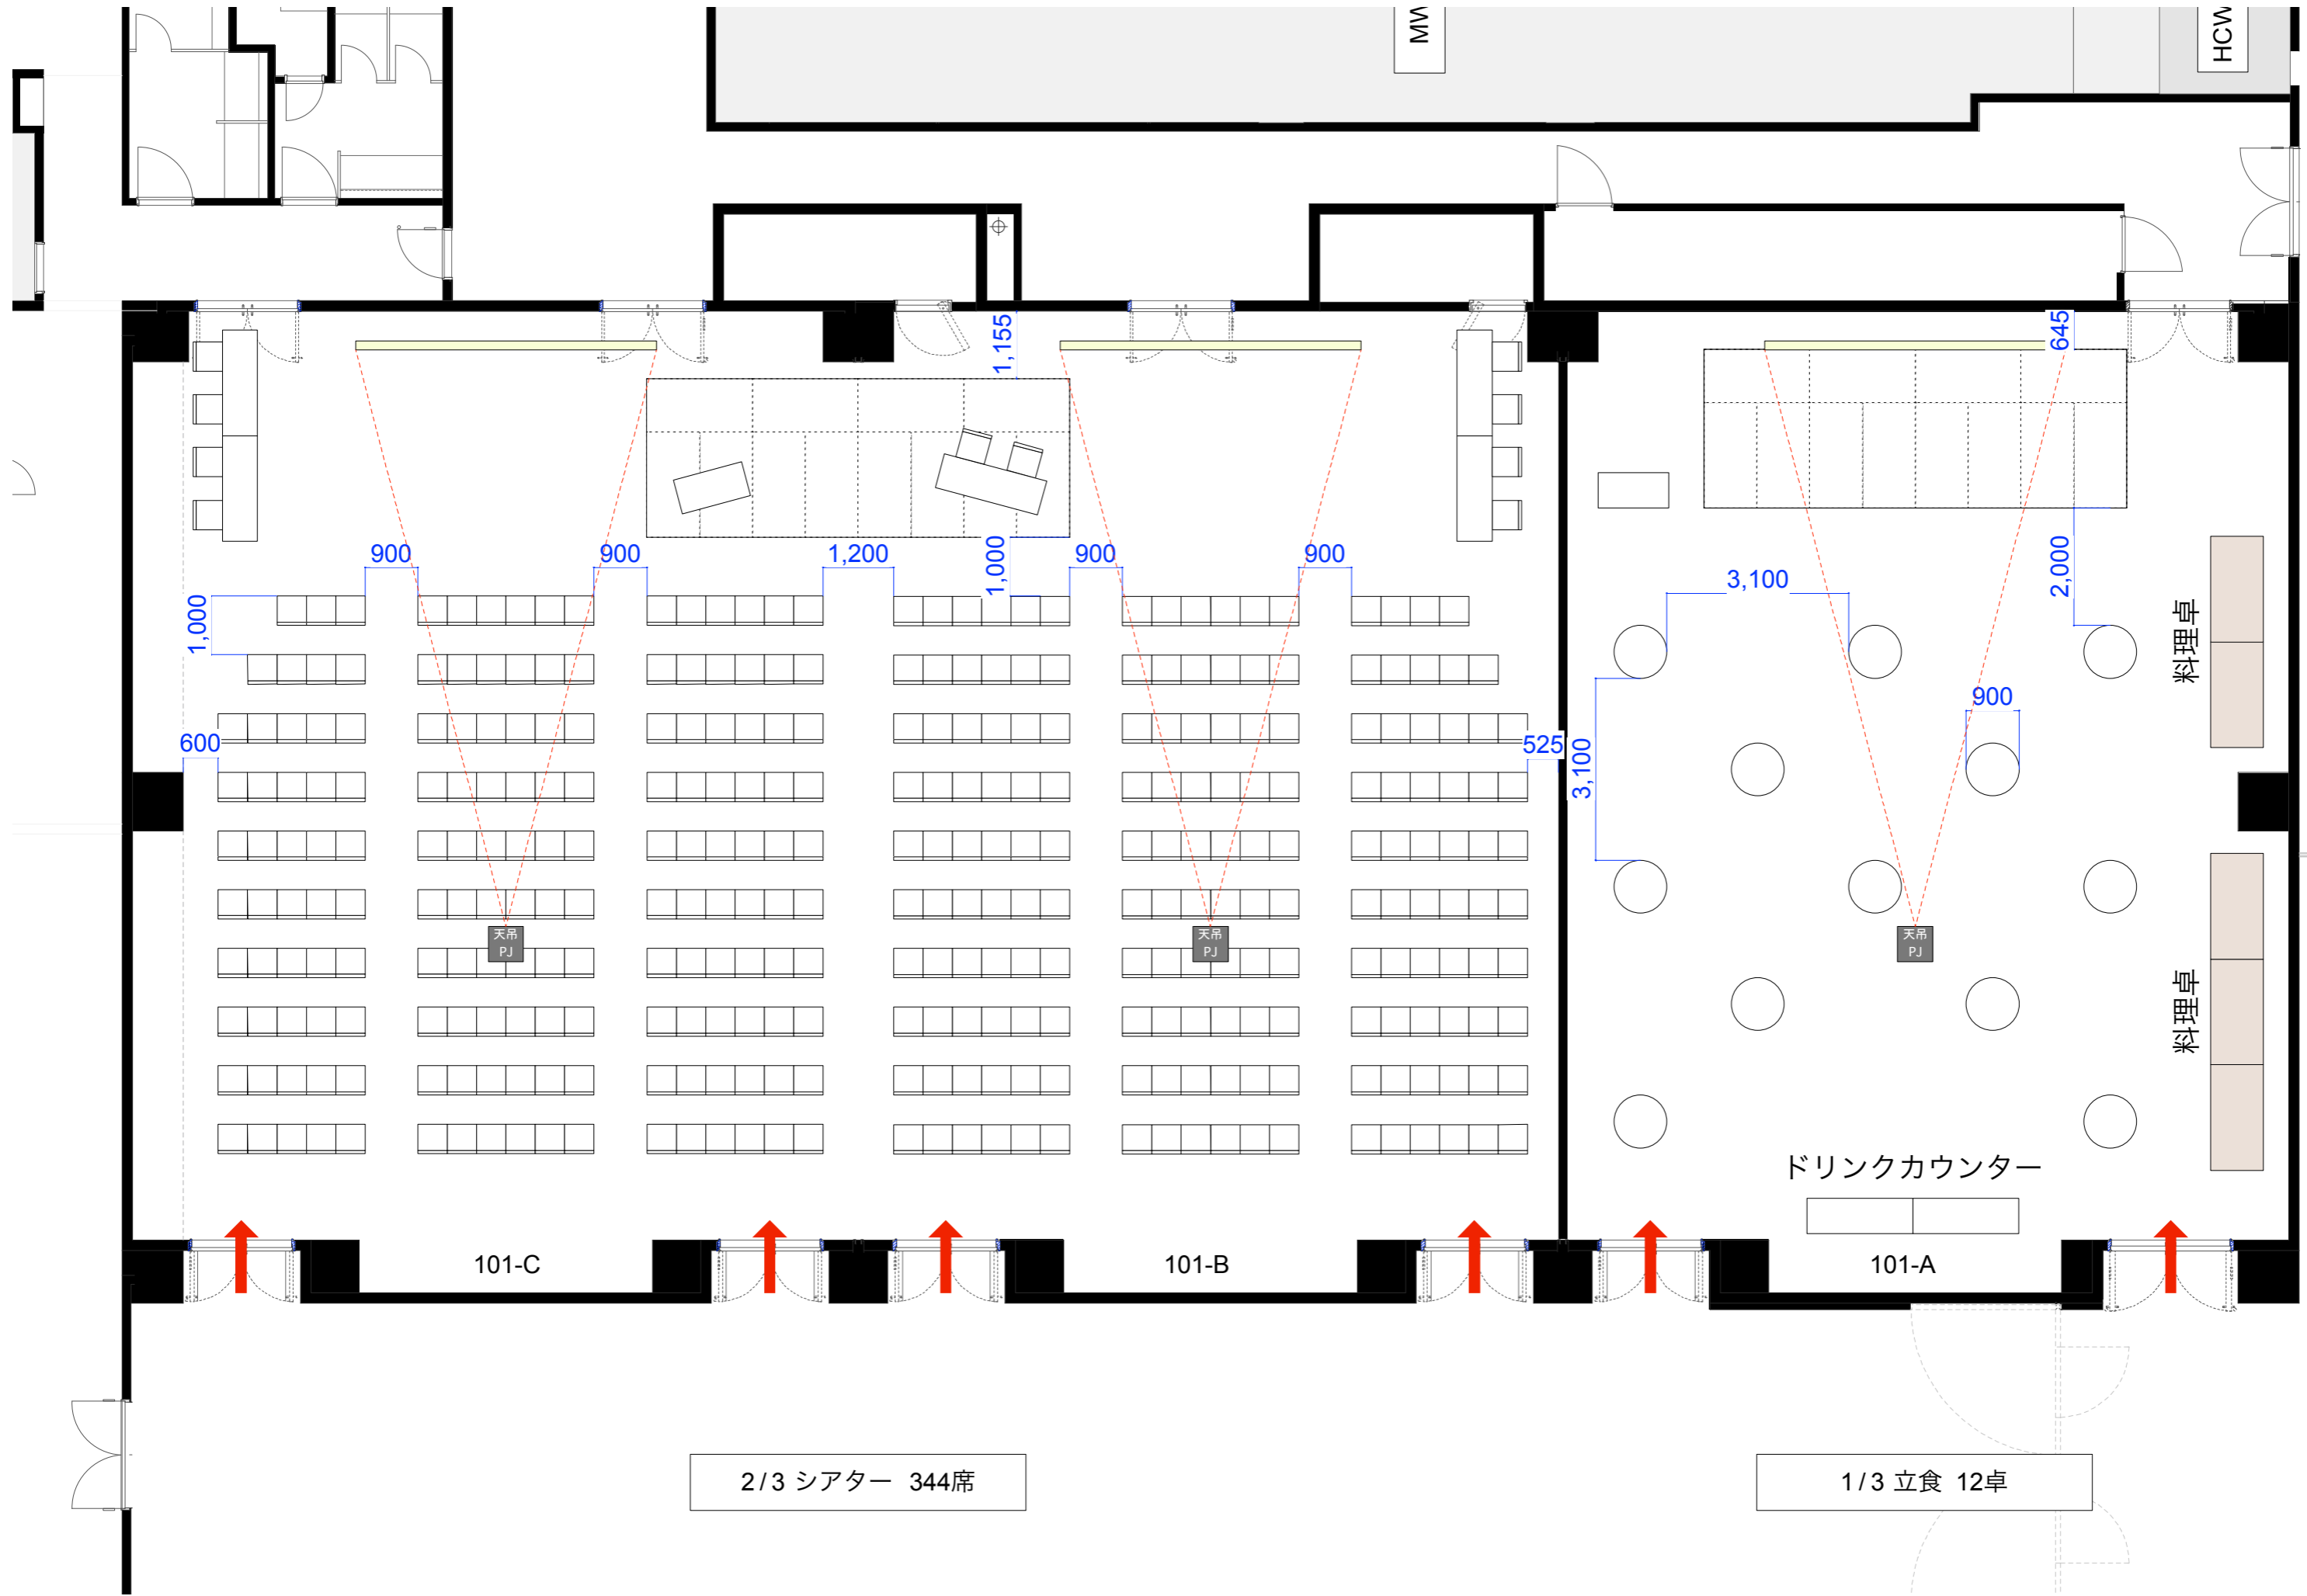 MW
HCW
1,155
645
900
900
1,200
1,000
900
900
2,000
3,100
料理卓
1,000
900
600
525
3,100
天吊
PJ
天吊
PJ
天吊
PJ
料理卓
ドリンクカウンター
101-C
101-B
101-A
2/3 シアター 344席
1/3 立食 12卓